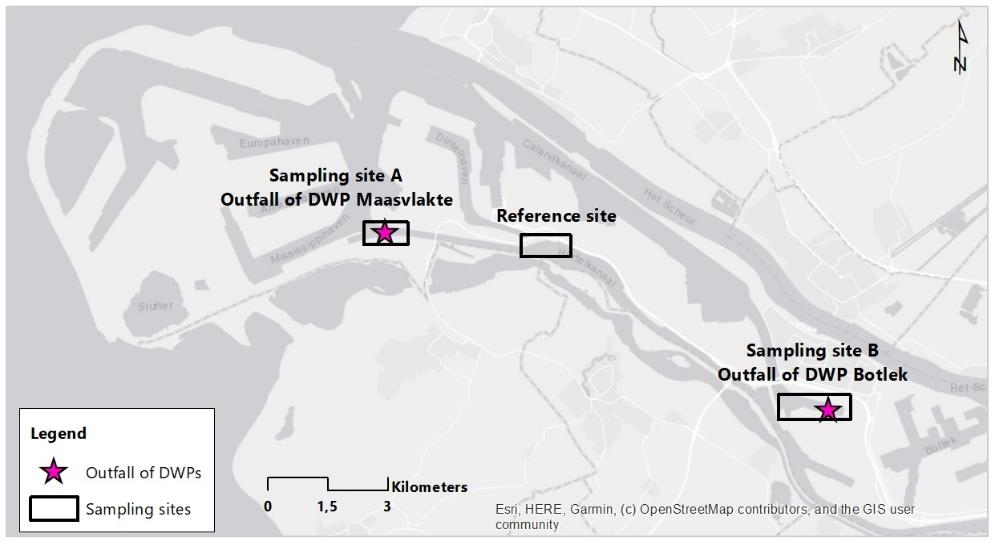 N
Europahaven
Dintelhaven
Calandkanaal
Het Scheur
Sampling site A
Outfall of DWP Maasvlakte
Reference site
Mississippihaven
Hartelkanaal
Slufter
Sampling site B
Outfall of DWP Botlek
Het Sc
Botlek
Legend
Outfall of DWPs
Sampling sites
Kilometers
0 1,5 3
Esri, HERE, Garmin, (c) OpenStreetMap contributors, and the GIS user
community